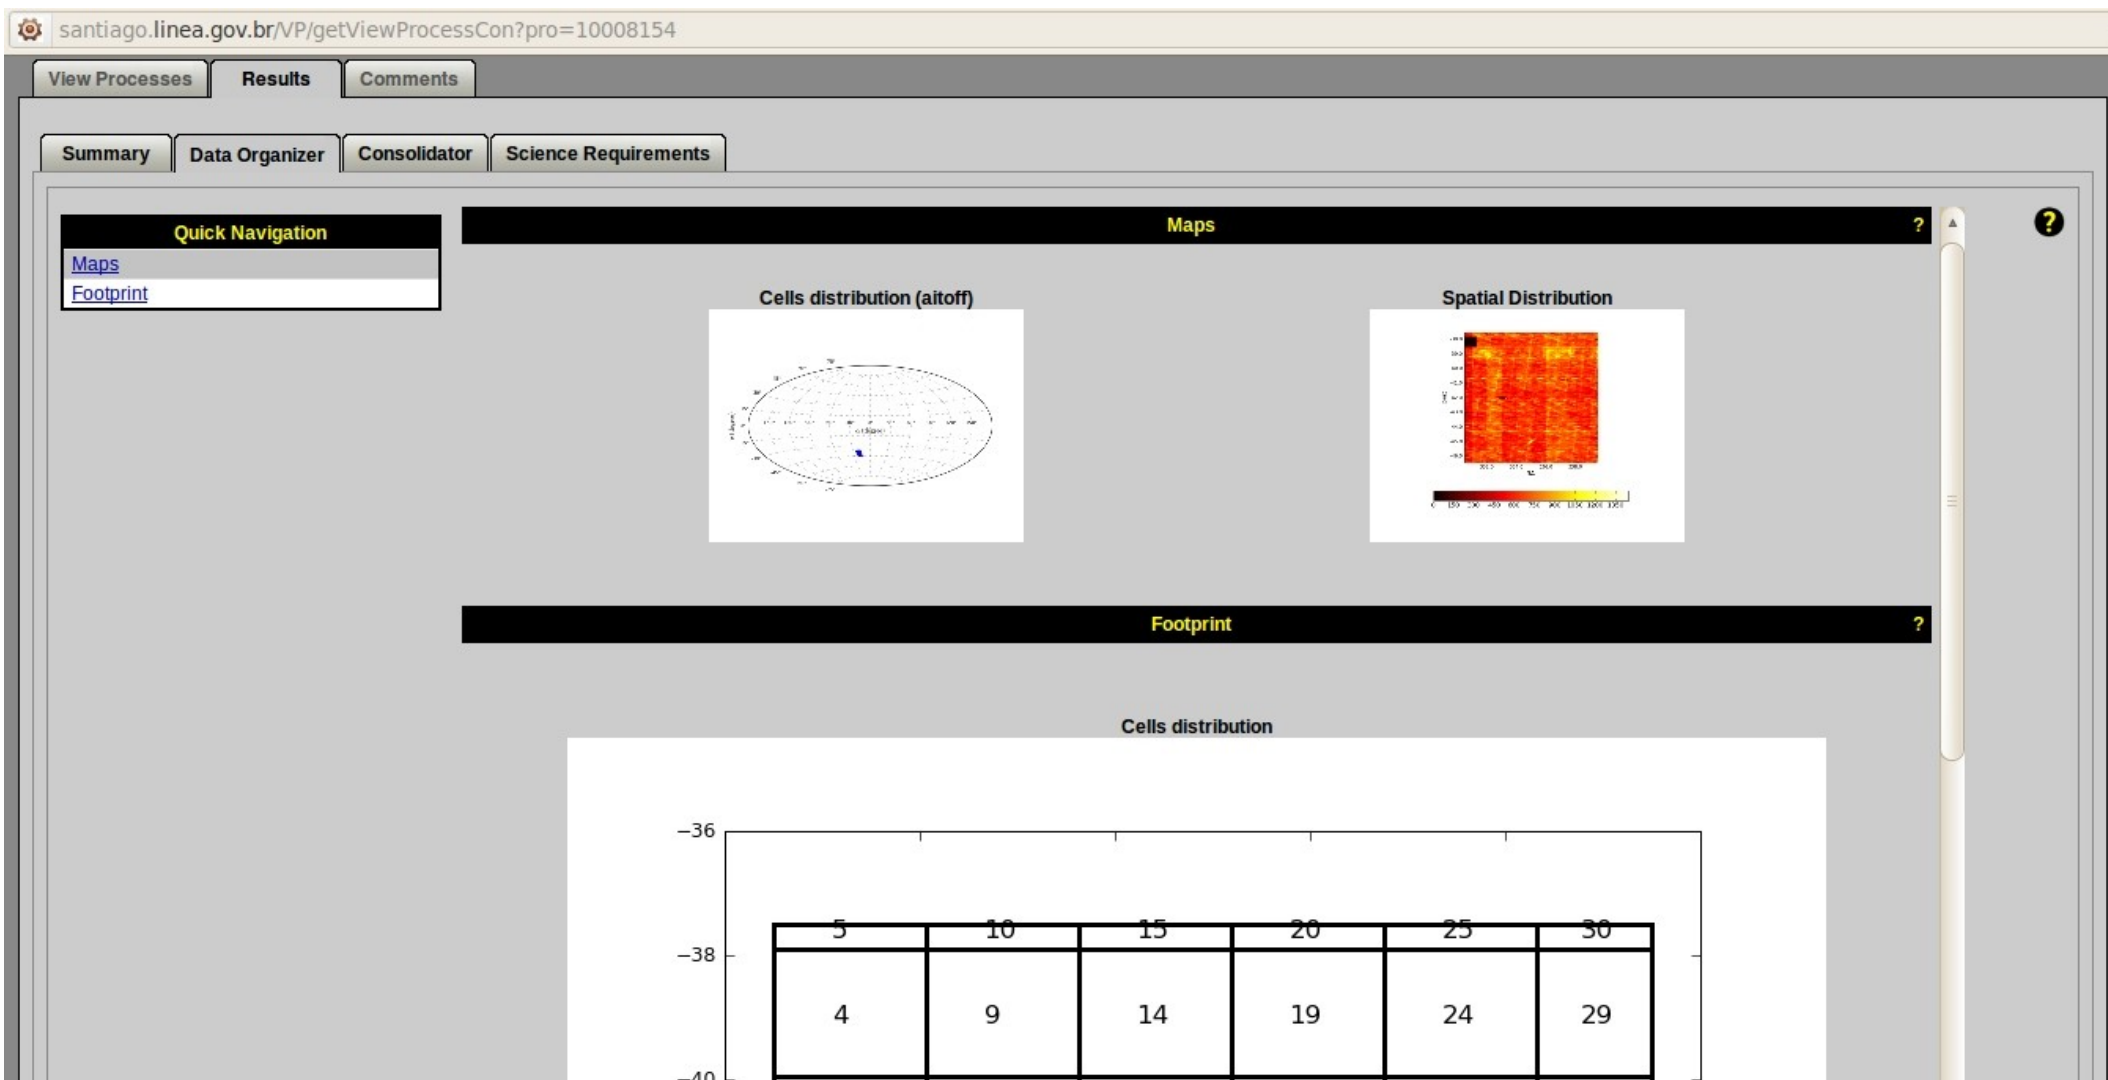 santiago.linea.gov.br/VP/getViewProcessCon?pro=10008154
View Processes Results Comments
Summary Data Organizer Consolidator Science Requirements
Quick Navigation
Maps
Footprint
Maps ?
?
Cells distribution (aitoff) Spatial Distribution
Footprint ?
Cells distribution
−36
5 10 15 20 25 30
−38
4 9 14 19 24 29
−40